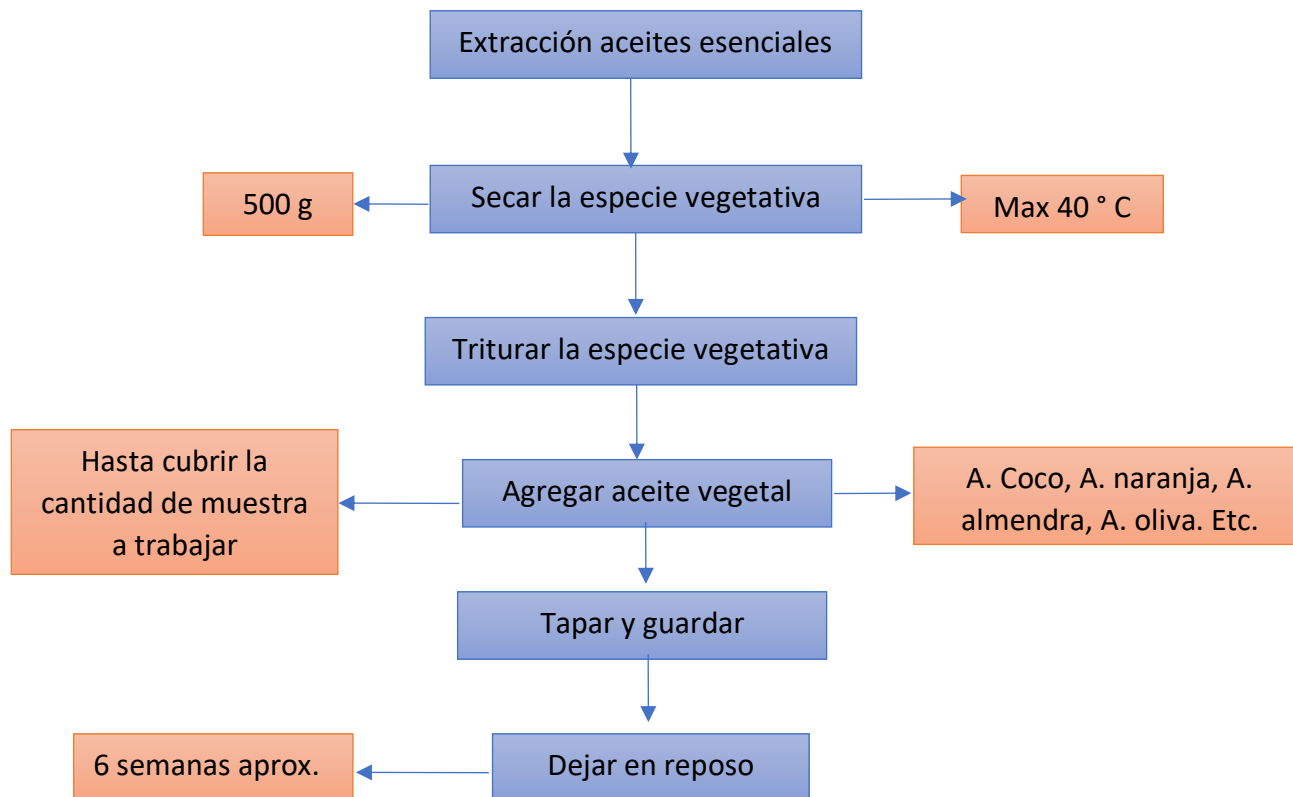 Extracción aceites esenciales
500 g
Secar la especie vegetativa
Max 40 ° C
Triturar la especie vegetativa
Hasta cubrir la
cantidad de muestra
a trabajar
Agregar aceite vegetal
A. Coco, A. naranja, A.
almendra, A. oliva. Etc.
Tapar y guardar
6 semanas aprox.
Dejar en reposo